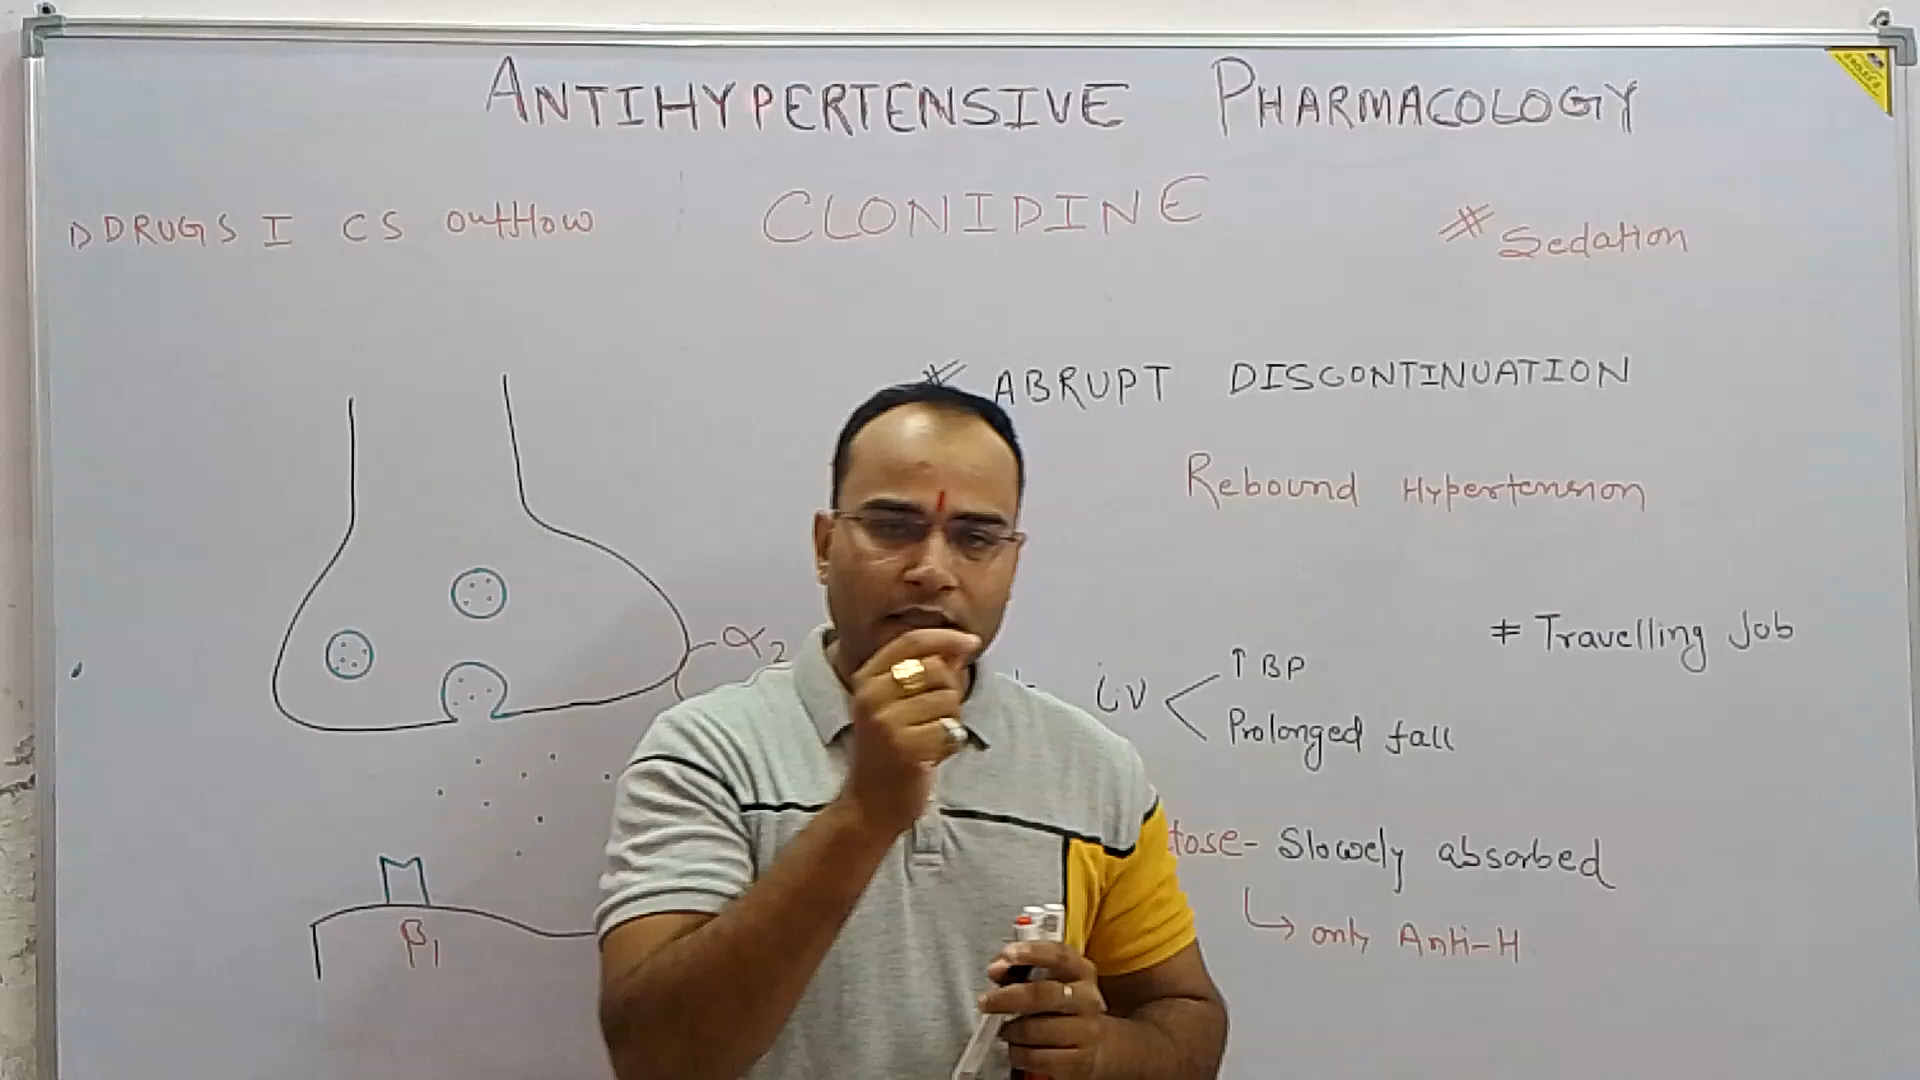 ANTIHYPERTENSIVE PHARMACOLOGY
D DRUGS I CS Outflow
CLONIDINE
# Sedation
# ABRUPT DISCONTINUATION
Rebound Hypertension
α2
iV
↑ BP
Prolonged fall
# Travelling Job
tose- Slowely absorbed
↳ only Anti-H
β1